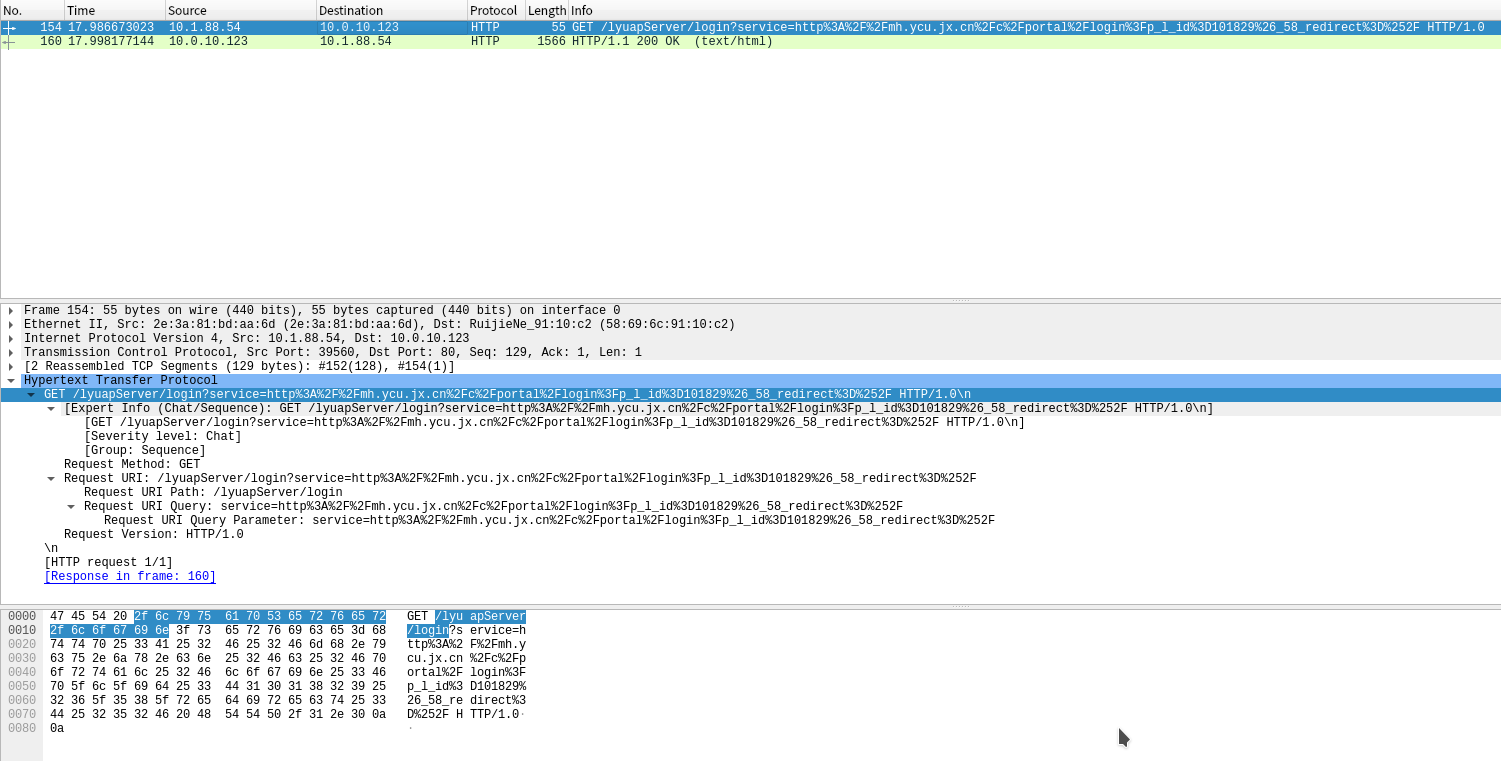 No. Time Source Destination Protocol Length Info
154 17.986673023 10.1.88.54 10.0.10.123 HTTP 55 GET /lyuapServer/login?service=http%3A%2F%2Fmh.ycu.jx.cn%2Fc%2Fportal%2Flogin%3Fp_l_id%3D101829%26_58_redirect%3D%252F HTTP/1.0
160 17.998177144 10.0.10.123 10.1.88.54 HTTP 1566 HTTP/1.1 200 OK  (text/html)
Frame 154: 55 bytes on wire (440 bits), 55 bytes captured (440 bits) on interface 0
Ethernet II, Src: 2e:3a:81:bd:aa:6d (2e:3a:81:bd:aa:6d), Dst: RuijieNe_91:10:c2 (58:69:6c:91:10:c2)
Internet Protocol Version 4, Src: 10.1.88.54, Dst: 10.0.10.123
Transmission Control Protocol, Src Port: 39560, Dst Port: 80, Seq: 129, Ack: 1, Len: 1
[2 Reassembled TCP Segments (129 bytes): #152(128), #154(1)]
Hypertext Transfer Protocol
GET /lyuapServer/login?service=http%3A%2F%2Fmh.ycu.jx.cn%2Fc%2Fportal%2Flogin%3Fp_l_id%3D101829%26_58_redirect%3D%252F HTTP/1.0\n
[Expert Info (Chat/Sequence): GET /lyuapServer/login?service=http%3A%2F%2Fmh.ycu.jx.cn%2Fc%2Fportal%2Flogin%3Fp_l_id%3D101829%26_58_redirect%3D%252F HTTP/1.0\n]
[GET /lyuapServer/login?service=http%3A%2F%2Fmh.ycu.jx.cn%2Fc%2Fportal%2Flogin%3Fp_l_id%3D101829%26_58_redirect%3D%252F HTTP/1.0\n]
[Severity level: Chat]
[Group: Sequence]
Request Method: GET
Request URI: /lyuapServer/login?service=http%3A%2F%2Fmh.ycu.jx.cn%2Fc%2Fportal%2Flogin%3Fp_l_id%3D101829%26_58_redirect%3D%252F
Request URI Path: /lyuapServer/login
Request URI Query: service=http%3A%2F%2Fmh.ycu.jx.cn%2Fc%2Fportal%2Flogin%3Fp_l_id%3D101829%26_58_redirect%3D%252F
Request URI Query Parameter: service=http%3A%2F%2Fmh.ycu.jx.cn%2Fc%2Fportal%2Flogin%3Fp_l_id%3D101829%26_58_redirect%3D%252F
Request Version: HTTP/1.0
\n
[HTTP request 1/1]
[Response in frame: 160]
0000 47 45 54 20 2f 6c 79 75  61 70 53 65 72 76 65 72 GET /lyu apServer
0010 2f 6c 6f 67 69 6e 3f 73  65 72 76 69 63 65 3d 68 /login?s ervice=h
0020 74 74 70 25 33 41 25 32  46 25 32 46 6d 68 2e 79 ttp%3A%2 F%2Fmh.y
0030 63 75 2e 6a 78 2e 63 6e  25 32 46 63 25 32 46 70 cu.jx.cn %2Fc%2Fp
0040 6f 72 74 61 6c 25 32 46  6c 6f 67 69 6e 25 33 46 ortal%2F login%3F
0050 70 5f 6c 5f 69 64 25 33  44 31 30 31 38 32 39 25 p_l_id%3 D101829%
0060 32 36 5f 35 38 5f 72 65  64 69 72 65 63 74 25 33 26_58_re direct%3
0070 44 25 32 35 32 46 20 48  54 54 50 2f 31 2e 30 0a D%252F H TTP/1.0·
0080 0a ·